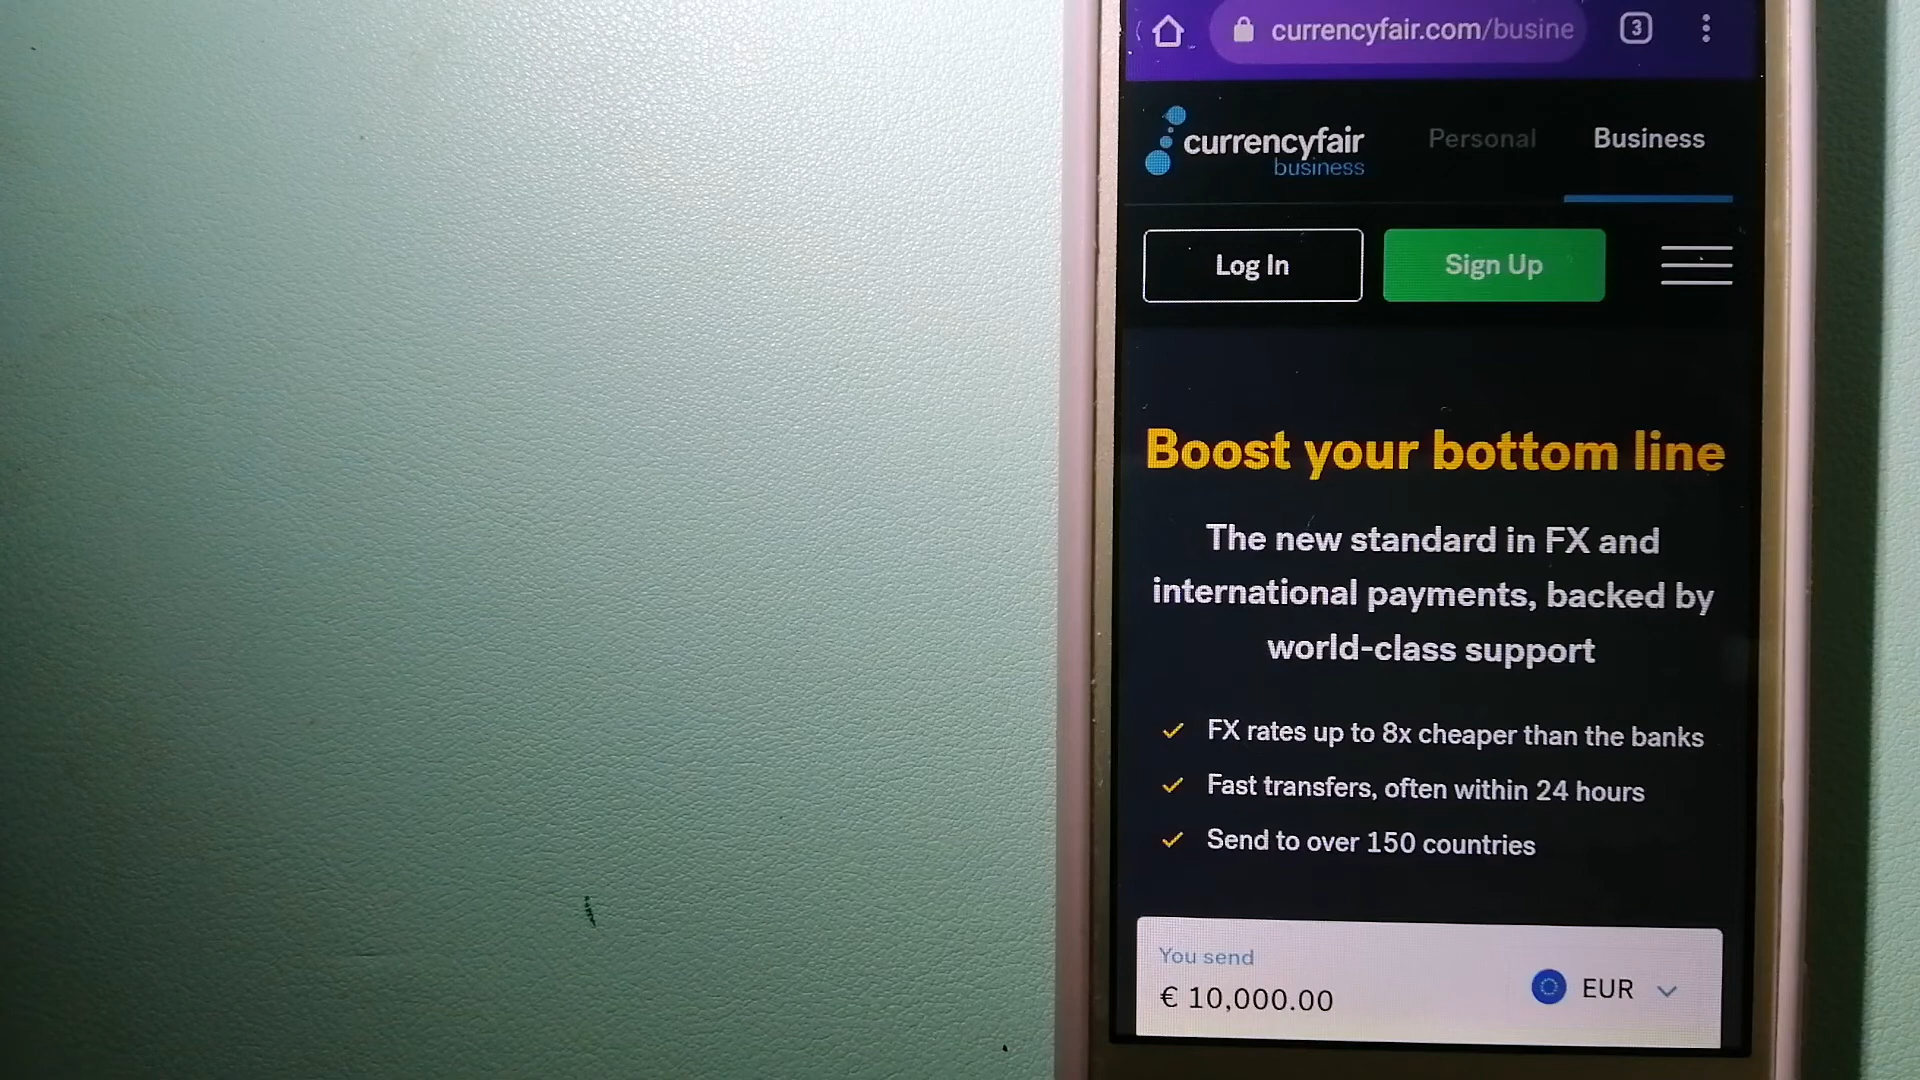 currencyfair.com/busine
3
currencyfair
business
Personal
Business
Log In
Sign Up
Boost your bottom line
The new standard in FX and
international payments, backed by
world-class support
FX rates up to 8x cheaper than the banks
Fast transfers, often within 24 hours
Send to over 150 countries
You send
€ 10,000.00
EUR